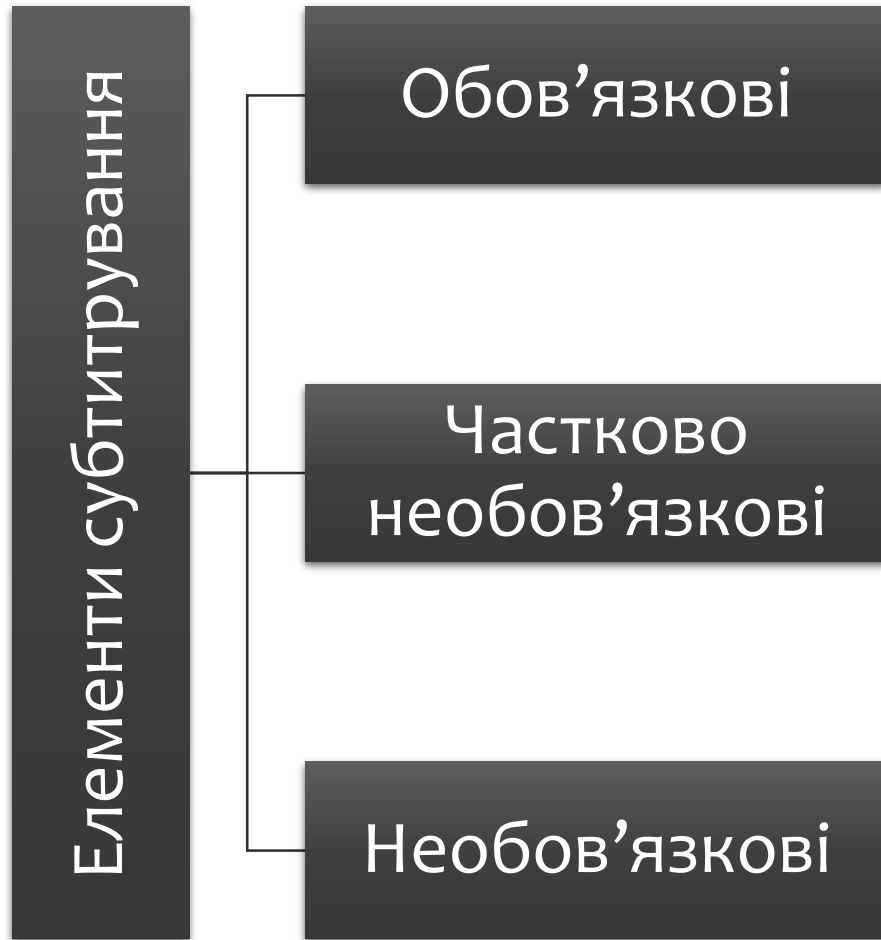 Елементи субтитрування
Обов’язкові
Частково
необов’язкові
Необов’язкові